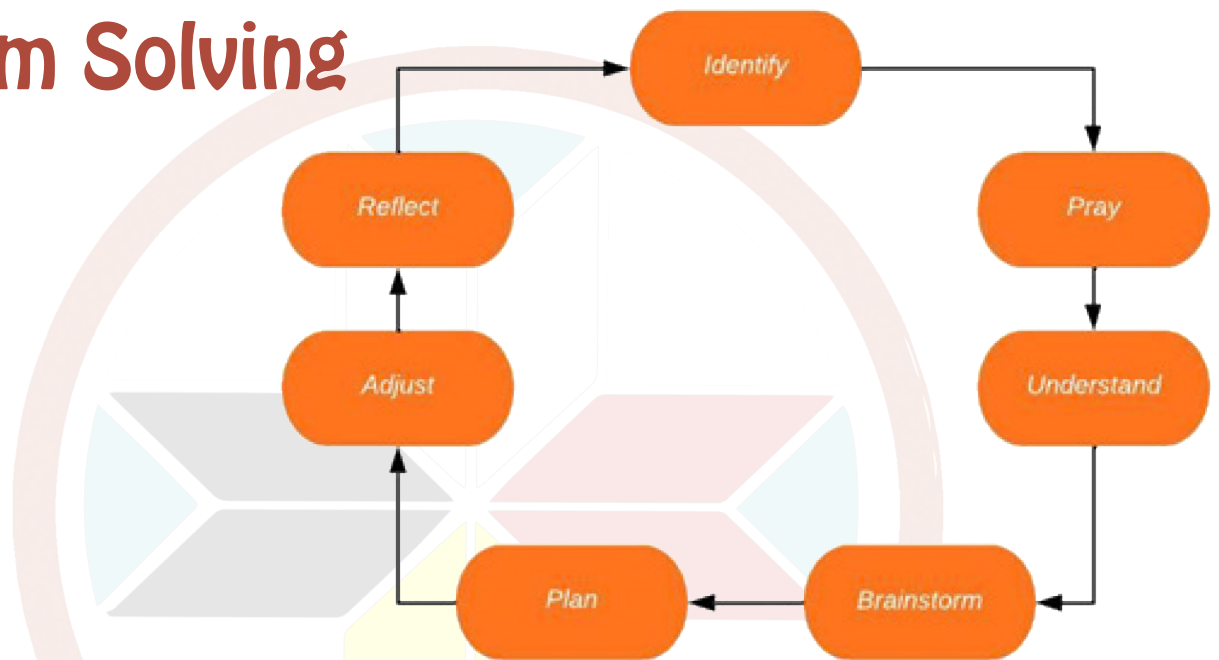 m Solving
Identify
Reflect
Pray
Adjust
Understand
Plan
Brainstorm